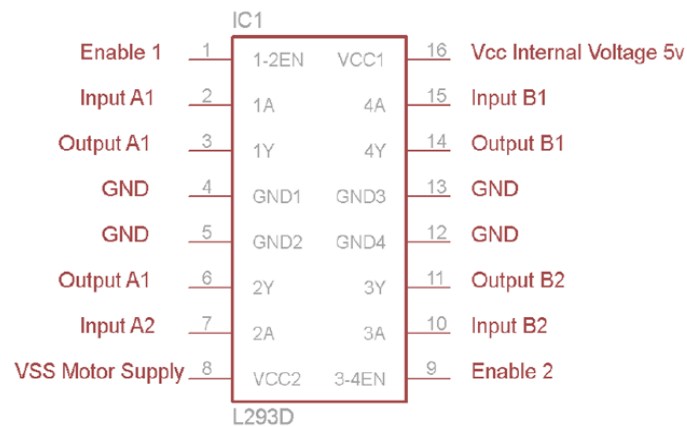 IC1
Enable 1 1 1-2EN VCC1 16 Vcc Internal Voltage 5v
Input A1 2 1A 4A 15 Input B1
Output A1 3 1Y 4Y 14 Output B1
GND 4 GND1 GND3 13 GND
GND 5 GND2 GND4 12 GND
Output A1 6 2Y 3Y 11 Output B2
Input A2 7 2A 3A 10 Input B2
VSS Motor Supply 8 VCC2 3-4EN 9 Enable 2
L293D